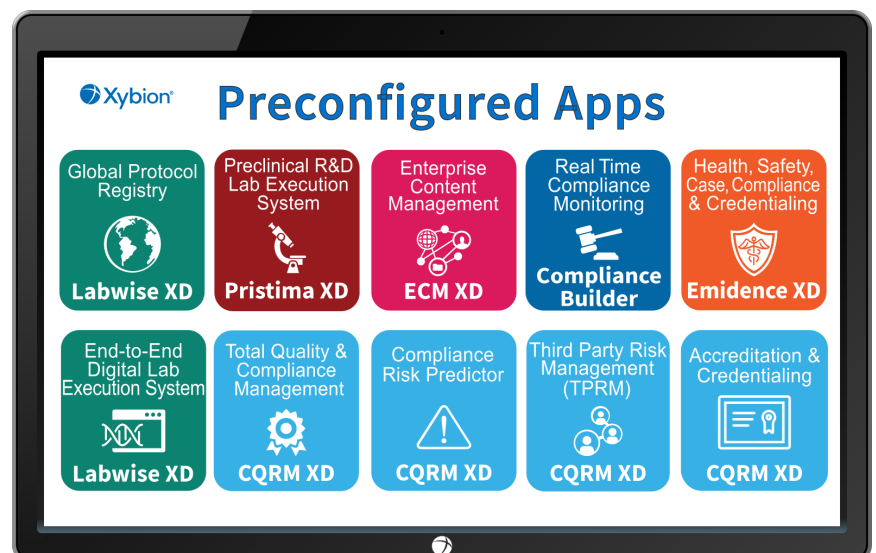 Xybion®
Preconfigured Apps
Global Protocol
Registry
Labwise XD
Preclinical R&D
Lab Execution
System
Pristima XD
Enterprise
Content
Management
ECM XD
Real Time
Compliance
Monitoring
Compliance
Builder
Health, Safety,
Case, Compliance
& Credentialing
Emidence XD
End-to-End
Digital Lab
Execution System
Labwise XD
Total Quality &
Compliance
Management
CQRM XD
Compliance
Risk Predictor
CQRM XD
Third Party Risk
Management
(TPRM)
CQRM XD
Accreditation &
Credentialing
CQRM XD